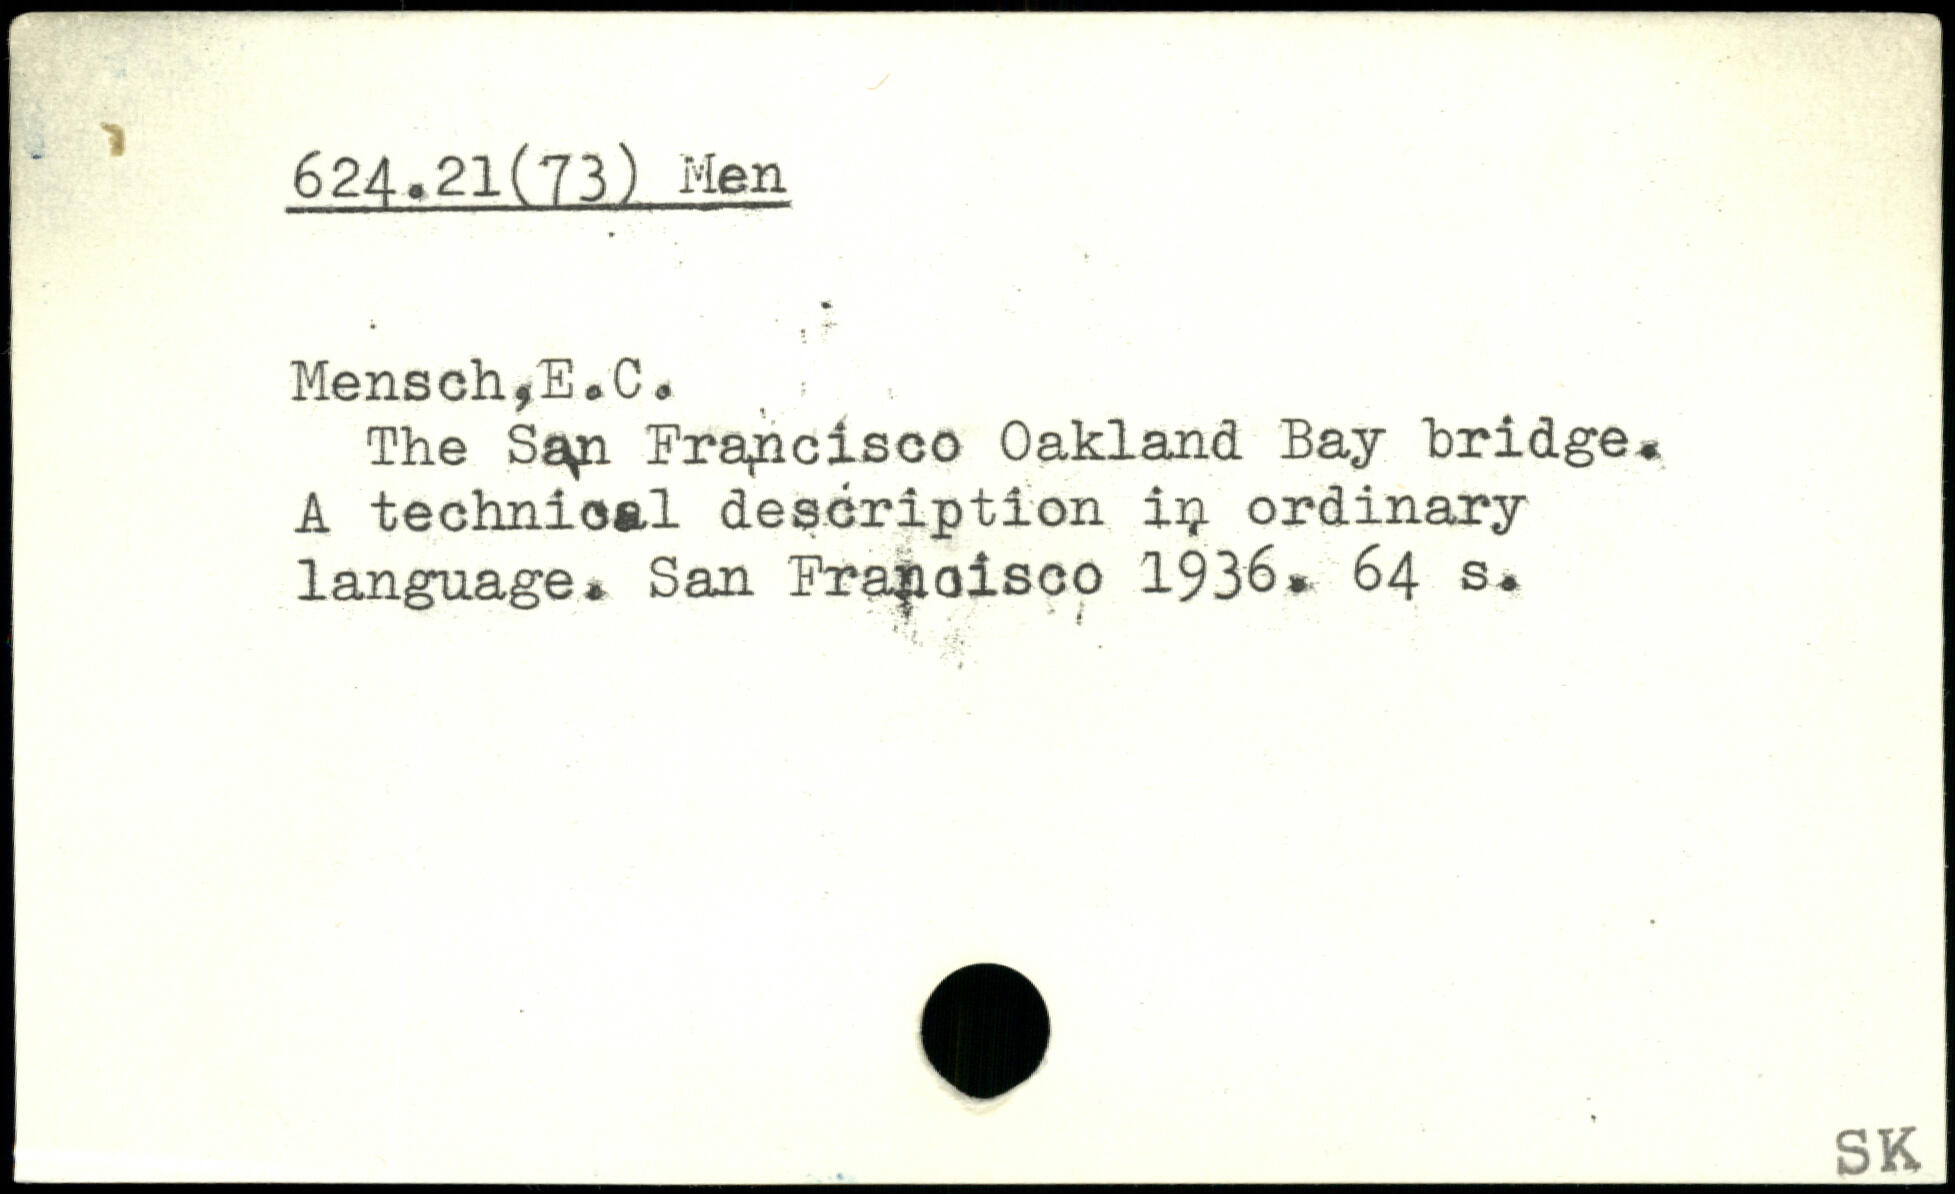 624.21(73) Men
Mensch,E.C.
The San Francisco Oakland Bay bridge.
A technical description in ordinary
language. San Francisco 1936. 64 s.
SK